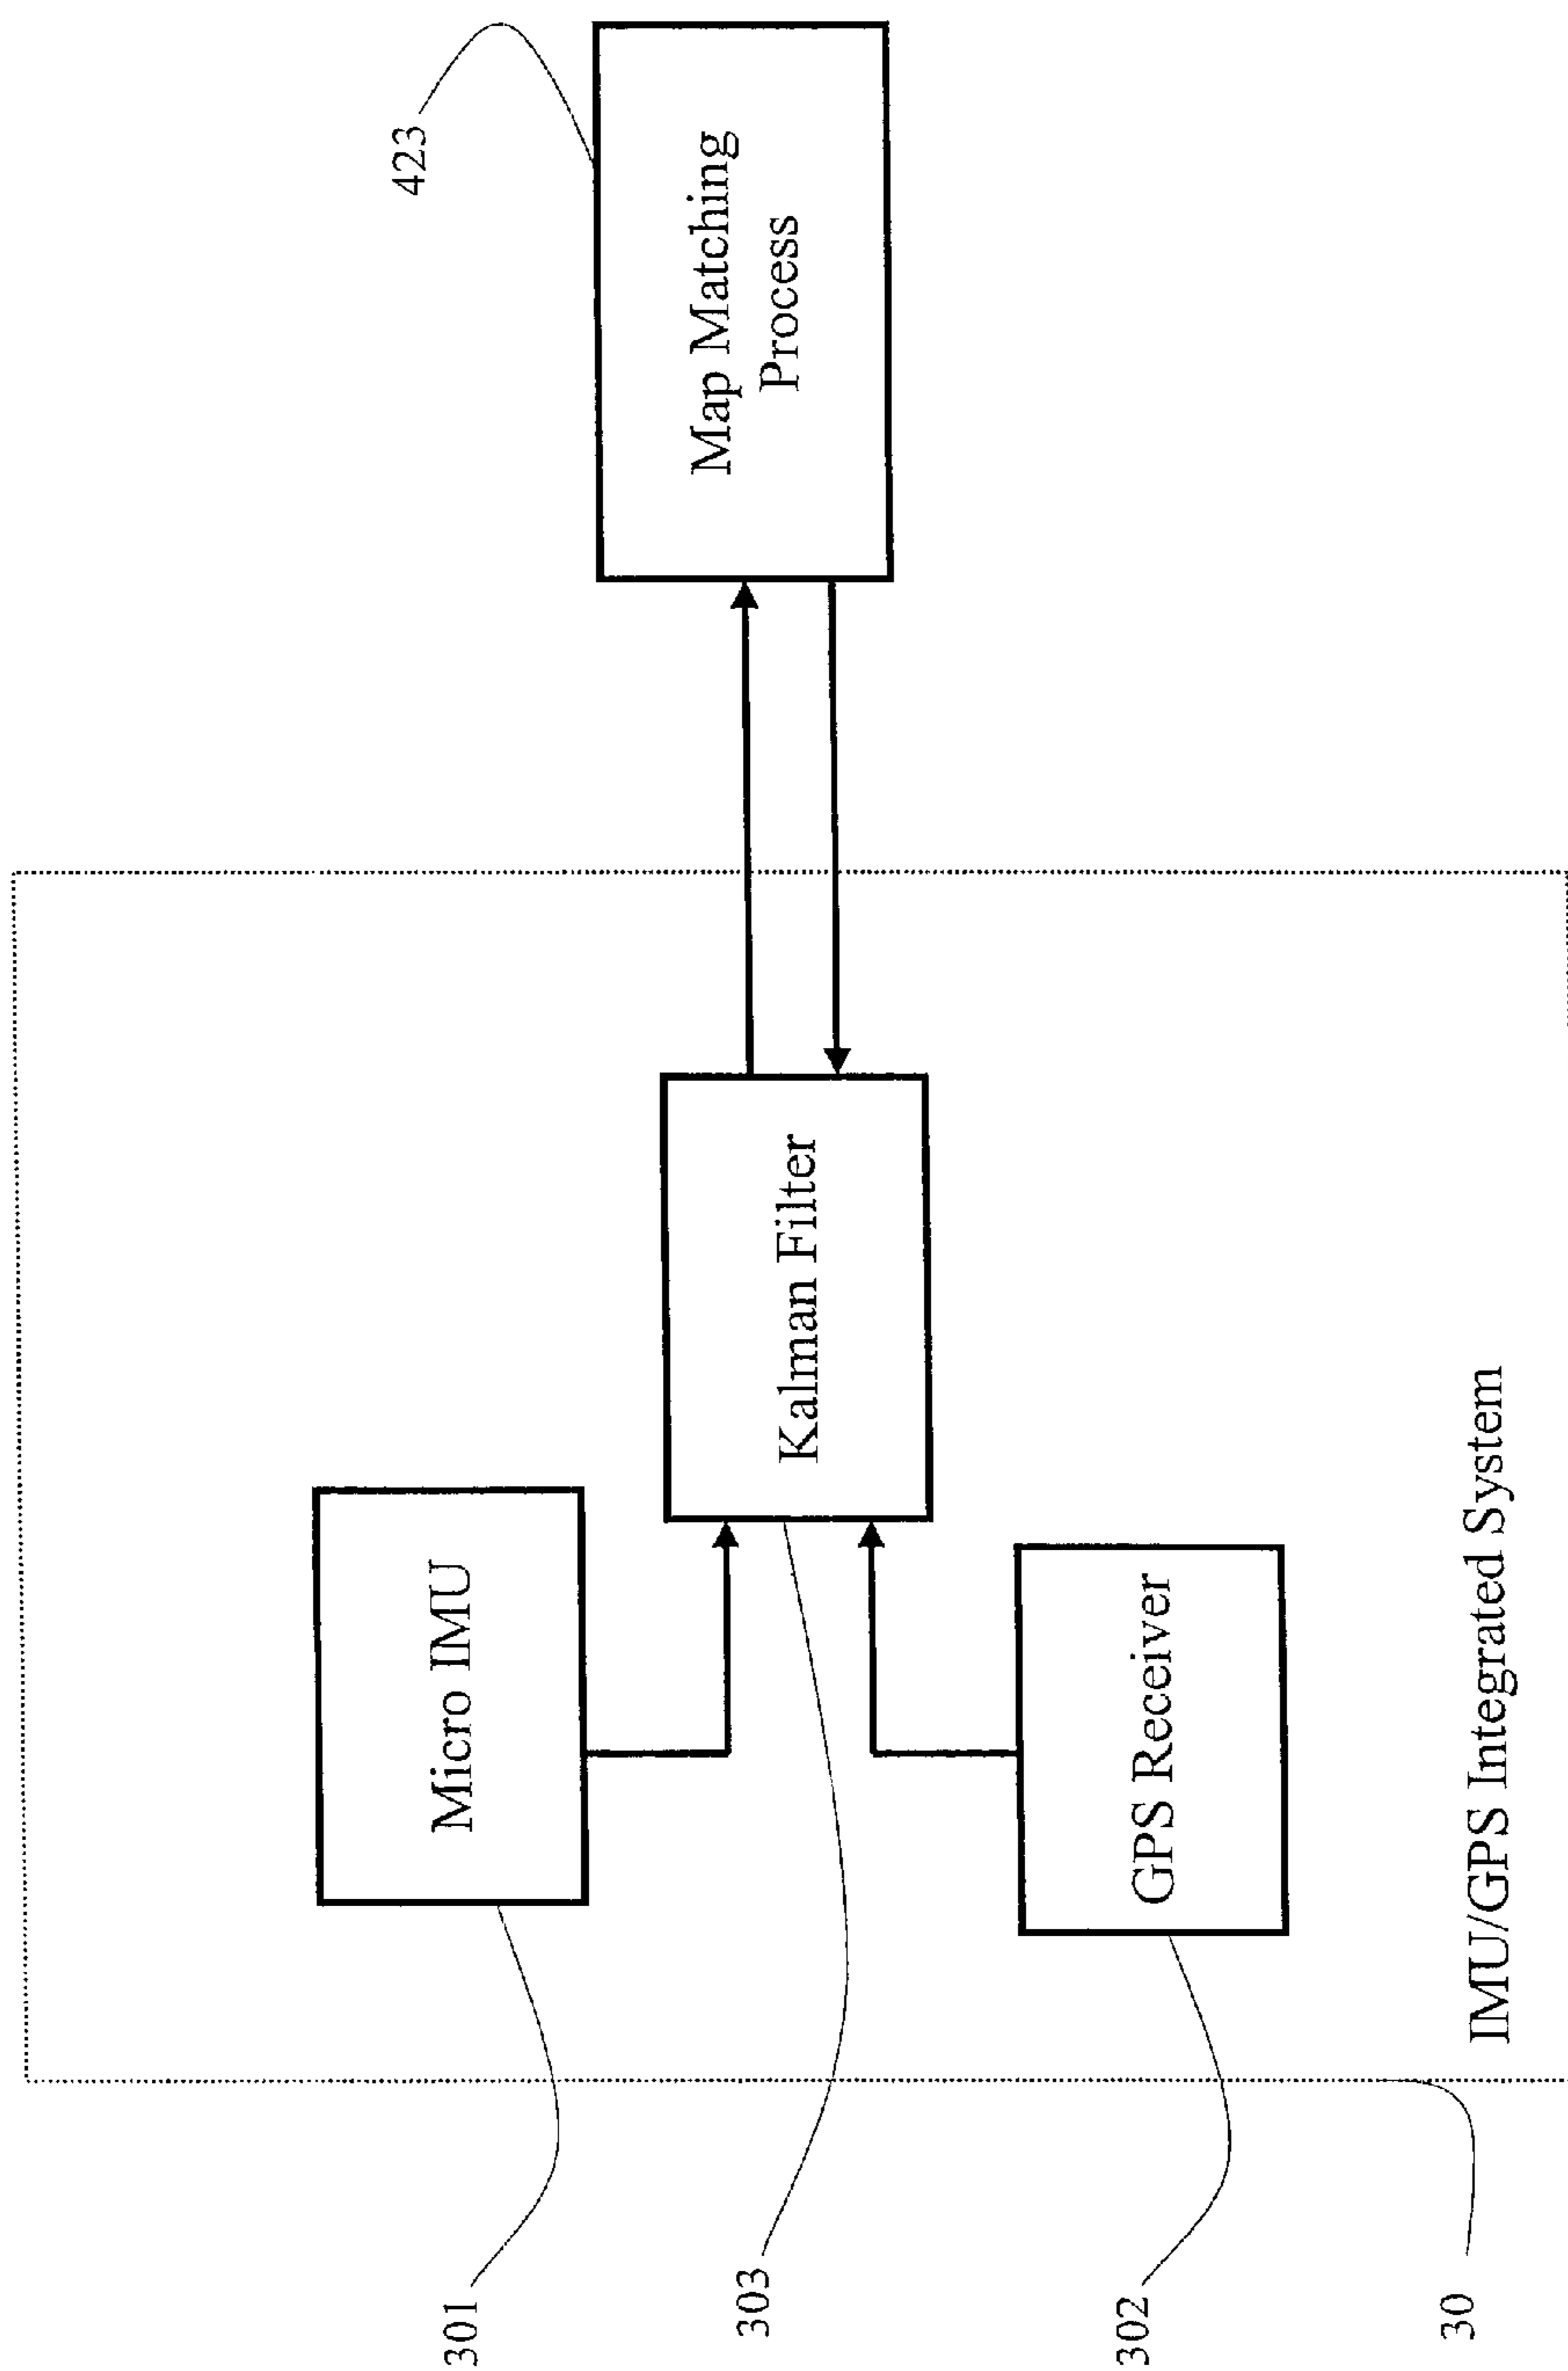 423
Map Matching
Process
Micro IMU
Kalman Filter
GPS Receiver
IMU/GPS Integrated System
301
303
302
30